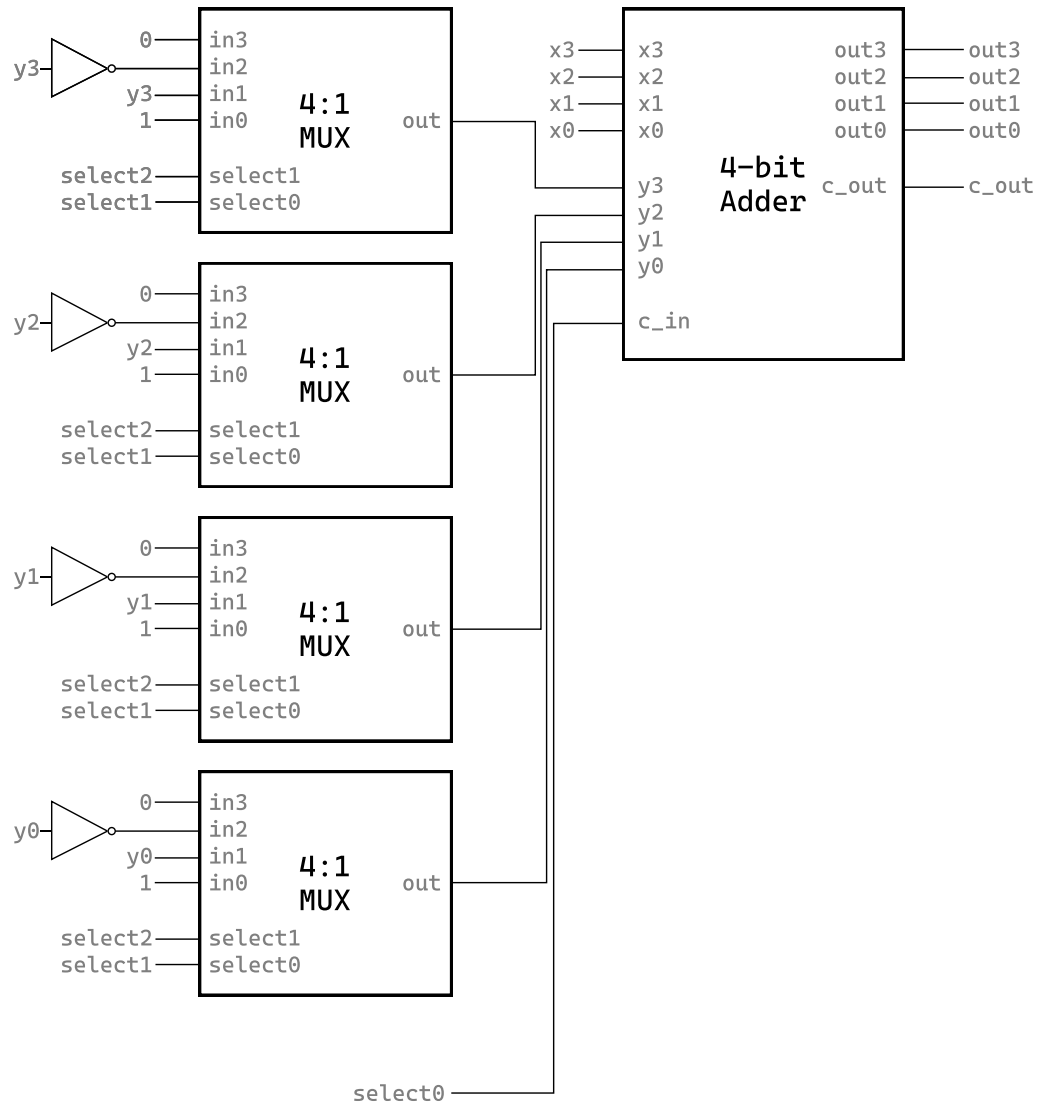 0 in3
y3 in2
y3 in1
1 in0
4:1
MUX
out
select2 select1
select1 select0
0 in3
y2 in2
y2 in1
1 in0
4:1
MUX
out
select2 select1
select1 select0
0 in3
y1 in2
y1 in1
1 in0
4:1
MUX
out
select2 select1
select1 select0
0 in3
y0 in2
y0 in1
1 in0
4:1
MUX
out
select2 select1
select1 select0
select0
x3 x3 out3 out3
x2 x2 out2 out2
x1 x1 out1 out1
x0 x0 out0 out0
4-bit
Adder
y3 c_out c_out
y2
y1
y0
c_in